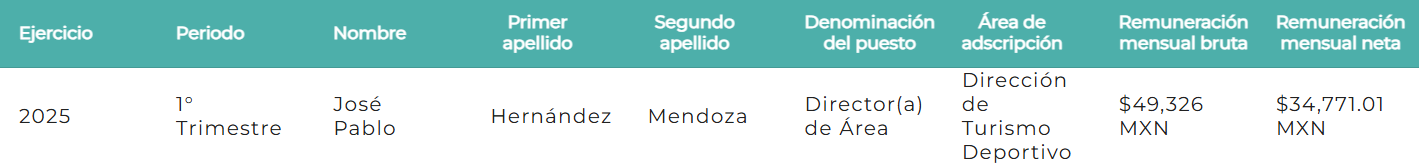 Ejercicio
Periodo
Nombre
Primer
apellido
Segundo
apellido
Denominación
del puesto
Área de
adscripción
Remuneración
mensual bruta
Remuneración
mensual neta
2025
1°
Trimestre
José
Pablo
Hernández
Mendoza
Director(a)
de Área
Dirección
de
Turismo
Deportivo
$49,326
MXN
$34,771.01
MXN